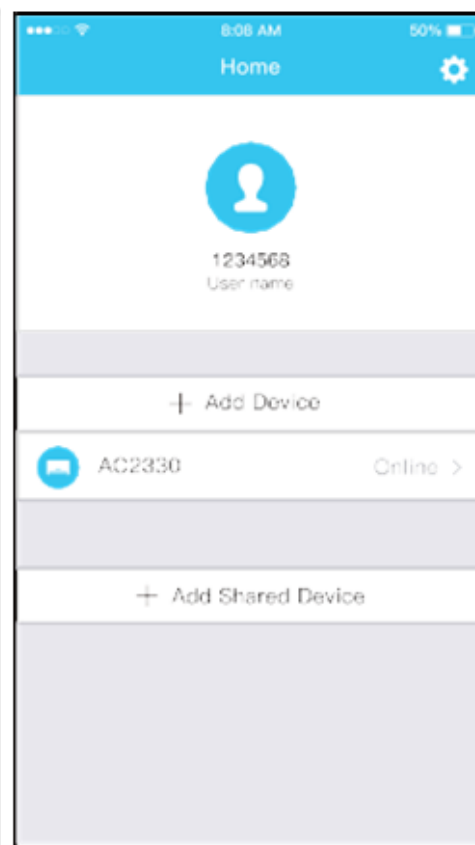 8:08 AM
50%
Home
1234568
User name
+ Add Device
AC2330
Online >
+ Add Shared Device